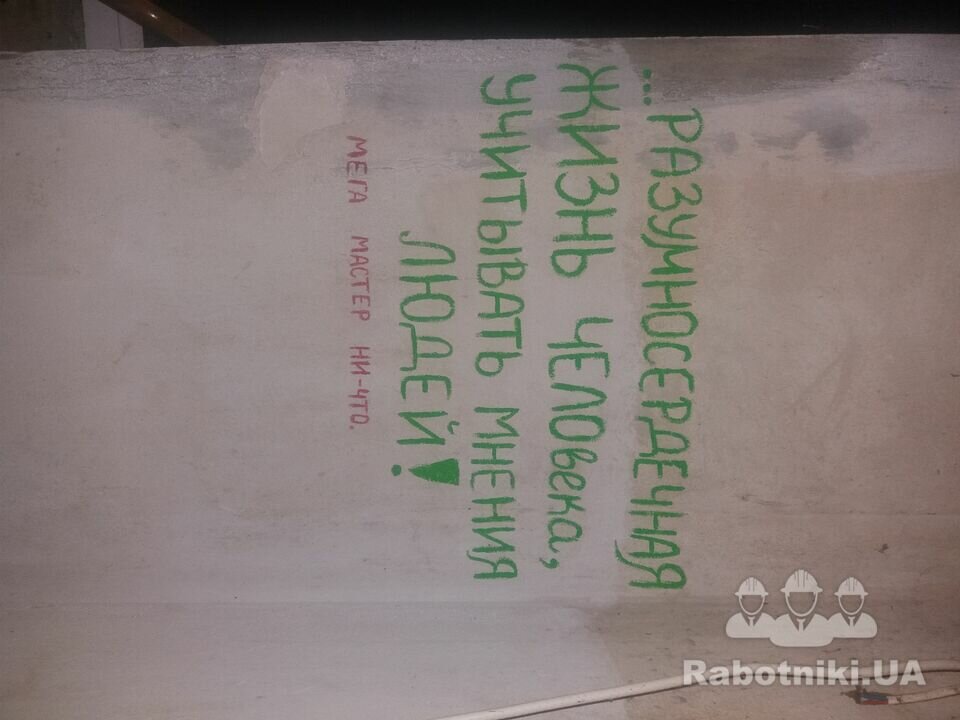 ...РАЗУМНОСЕРДЕЧНАЯ
ЖИЗНЬ ЧЕЛОВЕКА,
УЧИТЫВАТЬ МНЕНИЯ
ЛЮДЕЙ!
МЕГА МАСТЕР НИ-ЧТО.
Rabotniki.UA